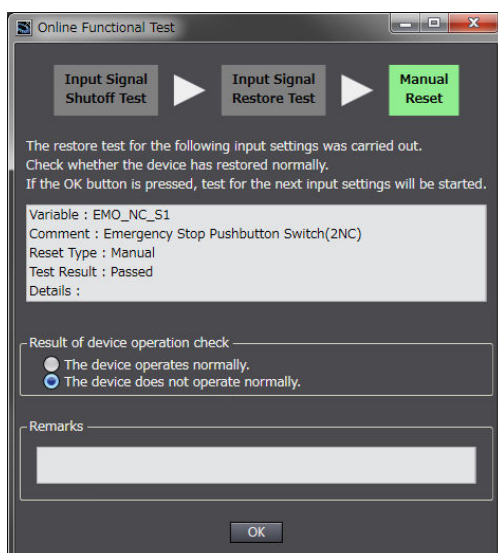 Online Functional Test
Input Signal
Shutoff Test
Input Signal
Restore Test
Manual
Reset
The restore test for the following input settings was carried out.
Check whether the device has restored normally.
If the OK button is pressed, test for the next input settings will be started.
Variable : EMO_NC_S1
Comment : Emergency Stop Pushbutton Switch(2NC)
Reset Type : Manual
Test Result : Passed
Details :
Result of device operation check
The device operates normally.
The device does not operate normally.
Remarks
OK